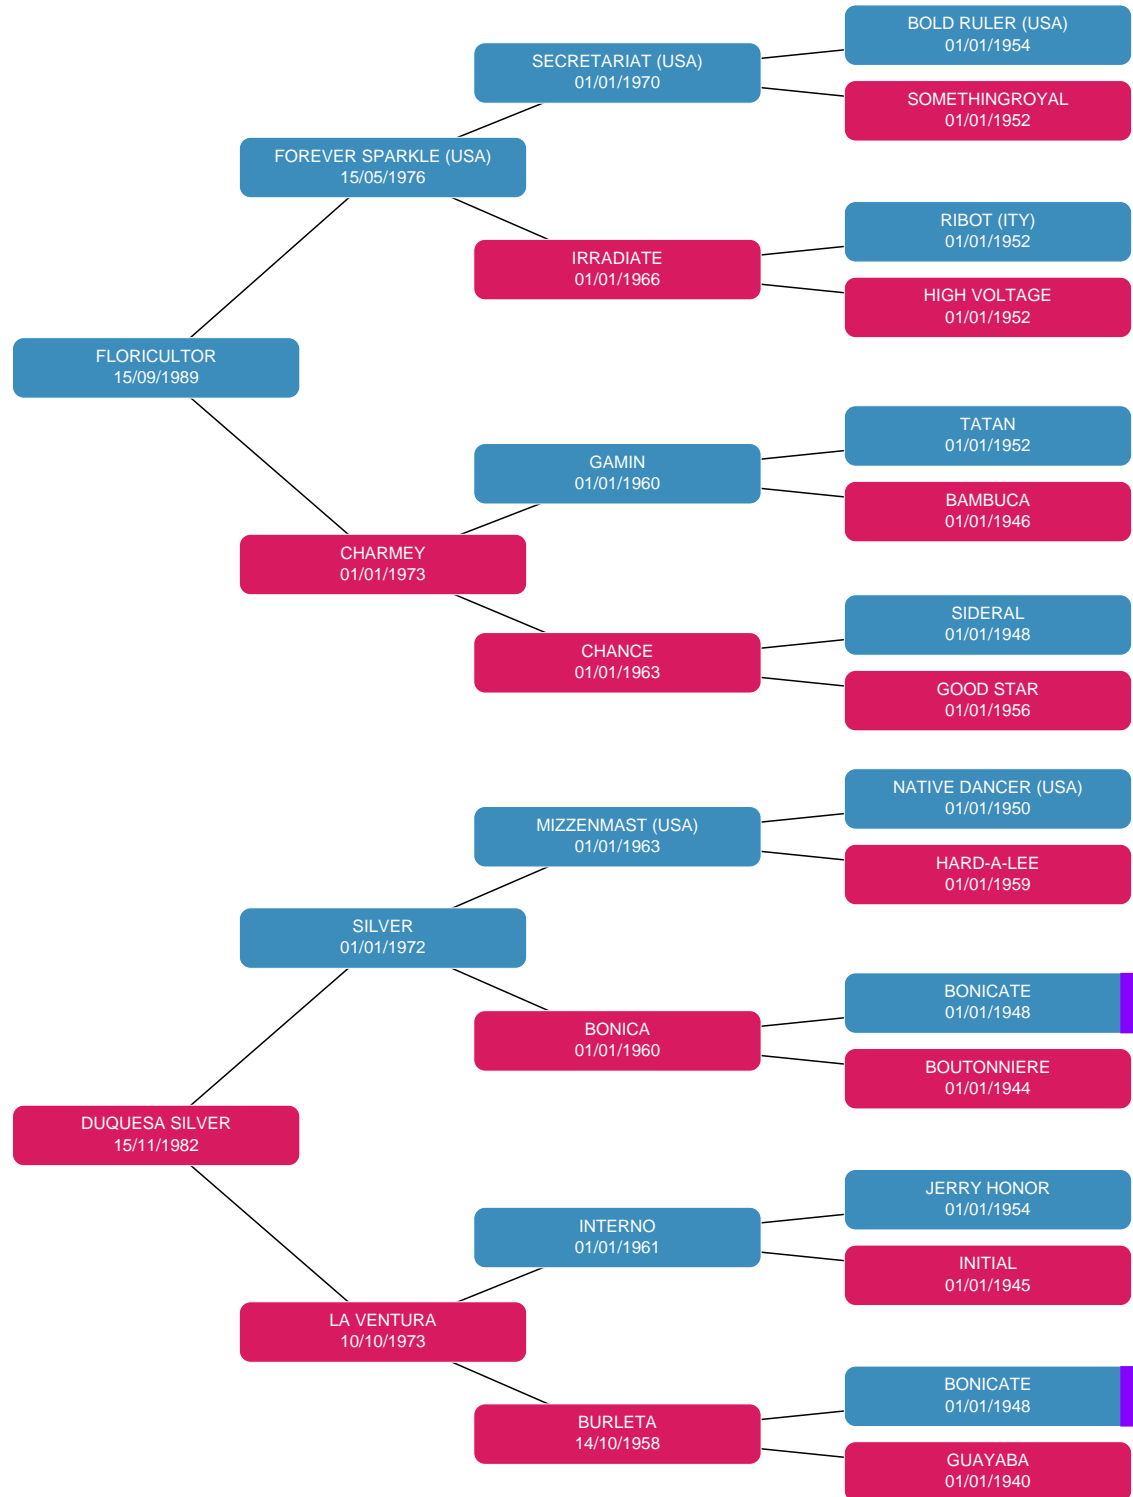 BOLD RULER (USA)
01/01/1954
SECRETARIAT (USA)
01/01/1970
SOMETHINGROYAL
01/01/1952
FOREVER SPARKLE (USA)
15/05/1976
RIBOT (ITY)
01/01/1952
IRRADIATE
01/01/1966
HIGH VOLTAGE
01/01/1952
FLORICULTOR
15/09/1989
TATAN
01/01/1952
GAMIN
01/01/1960
BAMBUCA
01/01/1946
CHARMEY
01/01/1973
SIDERAL
01/01/1948
CHANCE
01/01/1963
GOOD STAR
01/01/1956
NATIVE DANCER (USA)
01/01/1950
MIZZENMAST (USA)
01/01/1963
HARD-A-LEE
01/01/1959
SILVER
01/01/1972
BONICATE
01/01/1948
BONICA
01/01/1960
BOUTONNIERE
01/01/1944
DUQUESA SILVER
15/11/1982
JERRY HONOR
01/01/1954
INTERNO
01/01/1961
INITIAL
01/01/1945
LA VENTURA
10/10/1973
BONICATE
01/01/1948
BURLETA
14/10/1958
GUAYABA
01/01/1940